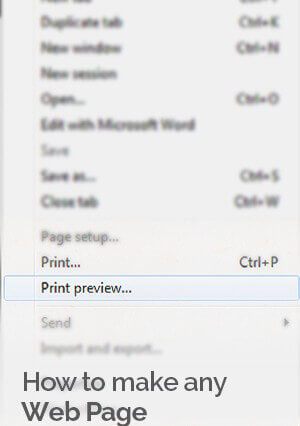 Duplicate tab Ctrl+K
New window Ctrl+N
New session
Open... Ctrl+O
Edit with Microsoft Word
Save
Save as... Ctrl+S
Close tab Ctrl+W
Page setup...
Print... Ctrl+P
Print preview...
Send
Import and export...
How to make any
Web Page